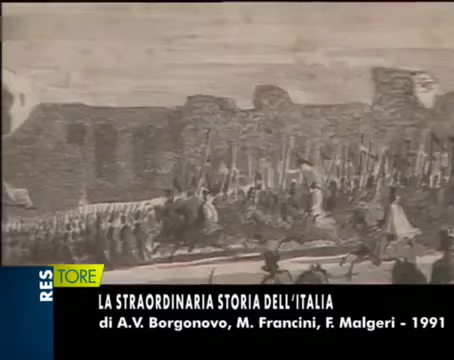 RES
TORE
LA STRAORDINARIA STORIA DELL'ITALIA
di A.V. Borgonovo, M. Francini, F. Malgeri - 1991